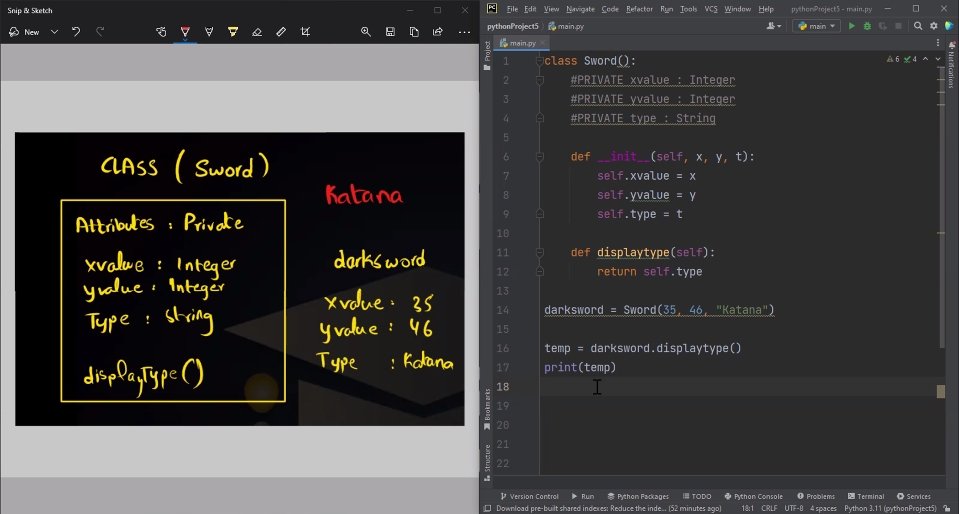 Snip & Sketch
New
CLASS ( Sword )
Attributes : Private
xvalue : Integer
yvalue : Integer
Type : String
displayType()
Katana
darksword
xvalue : 35
yvalue : 46
Type : Katana
PC File Edit View Navigate Code Refactor Run Tools VCS Window Help pythonProject5 – main.py
pythonProject5 main.py main
main.py
Project
Notifications
Bookmarks
Structure
6 4
1 class Sword():
2 #PRIVATE xvalue : Integer
3 #PRIVATE yvalue : Integer
4 #PRIVATE type : String
5
6 def __init__(self, x, y, t):
7 self.xvalue = x
8 self.yvalue = y
9 self.type = t
10
11 def displaytype(self):
12 return self.type
13
14 darksword = Sword(35, 46, "Katana")
15
16 temp = darksword.displaytype()
17 print(temp)
18
19
20
21
22
Version Control Run Python Packages TODO Python Console Problems Terminal Services
Download pre-built shared indexes: Reduce the inde... (52 minutes ago) 18:1 CRLF UTF-8 4 spaces Python 3.11 (pythonProject5)